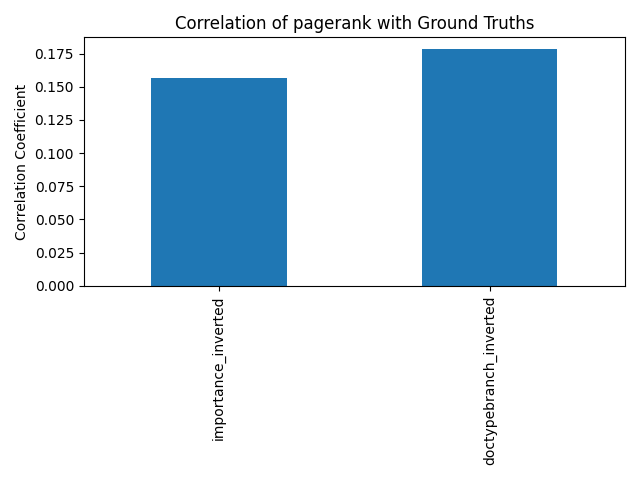 Correlation of pagerank with Ground Truths
Correlation Coefficient
0.175
0.150
0.125
0.100
0.075
0.050
0.025
0.000
importance_inverted
doctypebranch_inverted